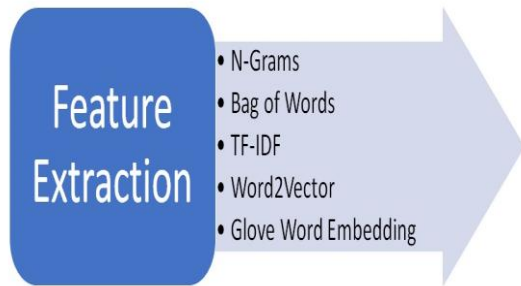 Feature
Extraction
• N-Grams
• Bag of Words
• TF-IDF
• Word2Vector
• Glove Word Embedding